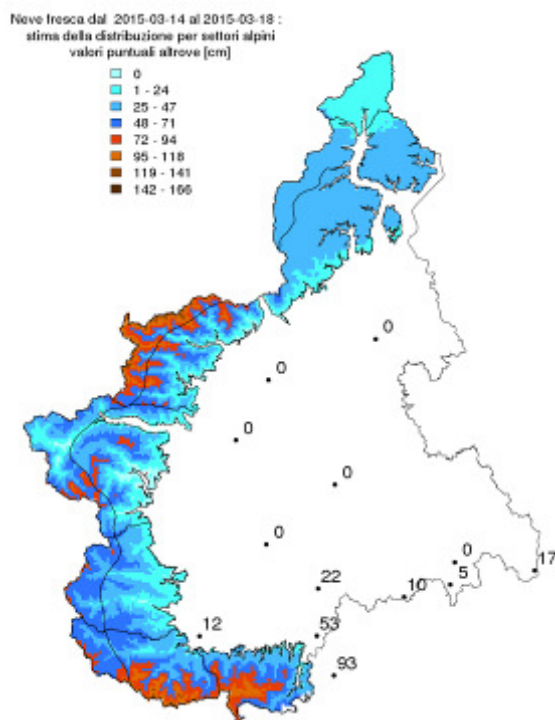 Neve fresca dal 2015-03-14 al 2015-03-18 :
stima della distribuzione per settori alpini
valori puntuali altrove [cm]
0
1 - 24
25 - 47
48 - 71
72 - 94
95 - 118
119 - 141
142 - 166
0
0
0
0
0
0
17
5
22
10
12
53
93